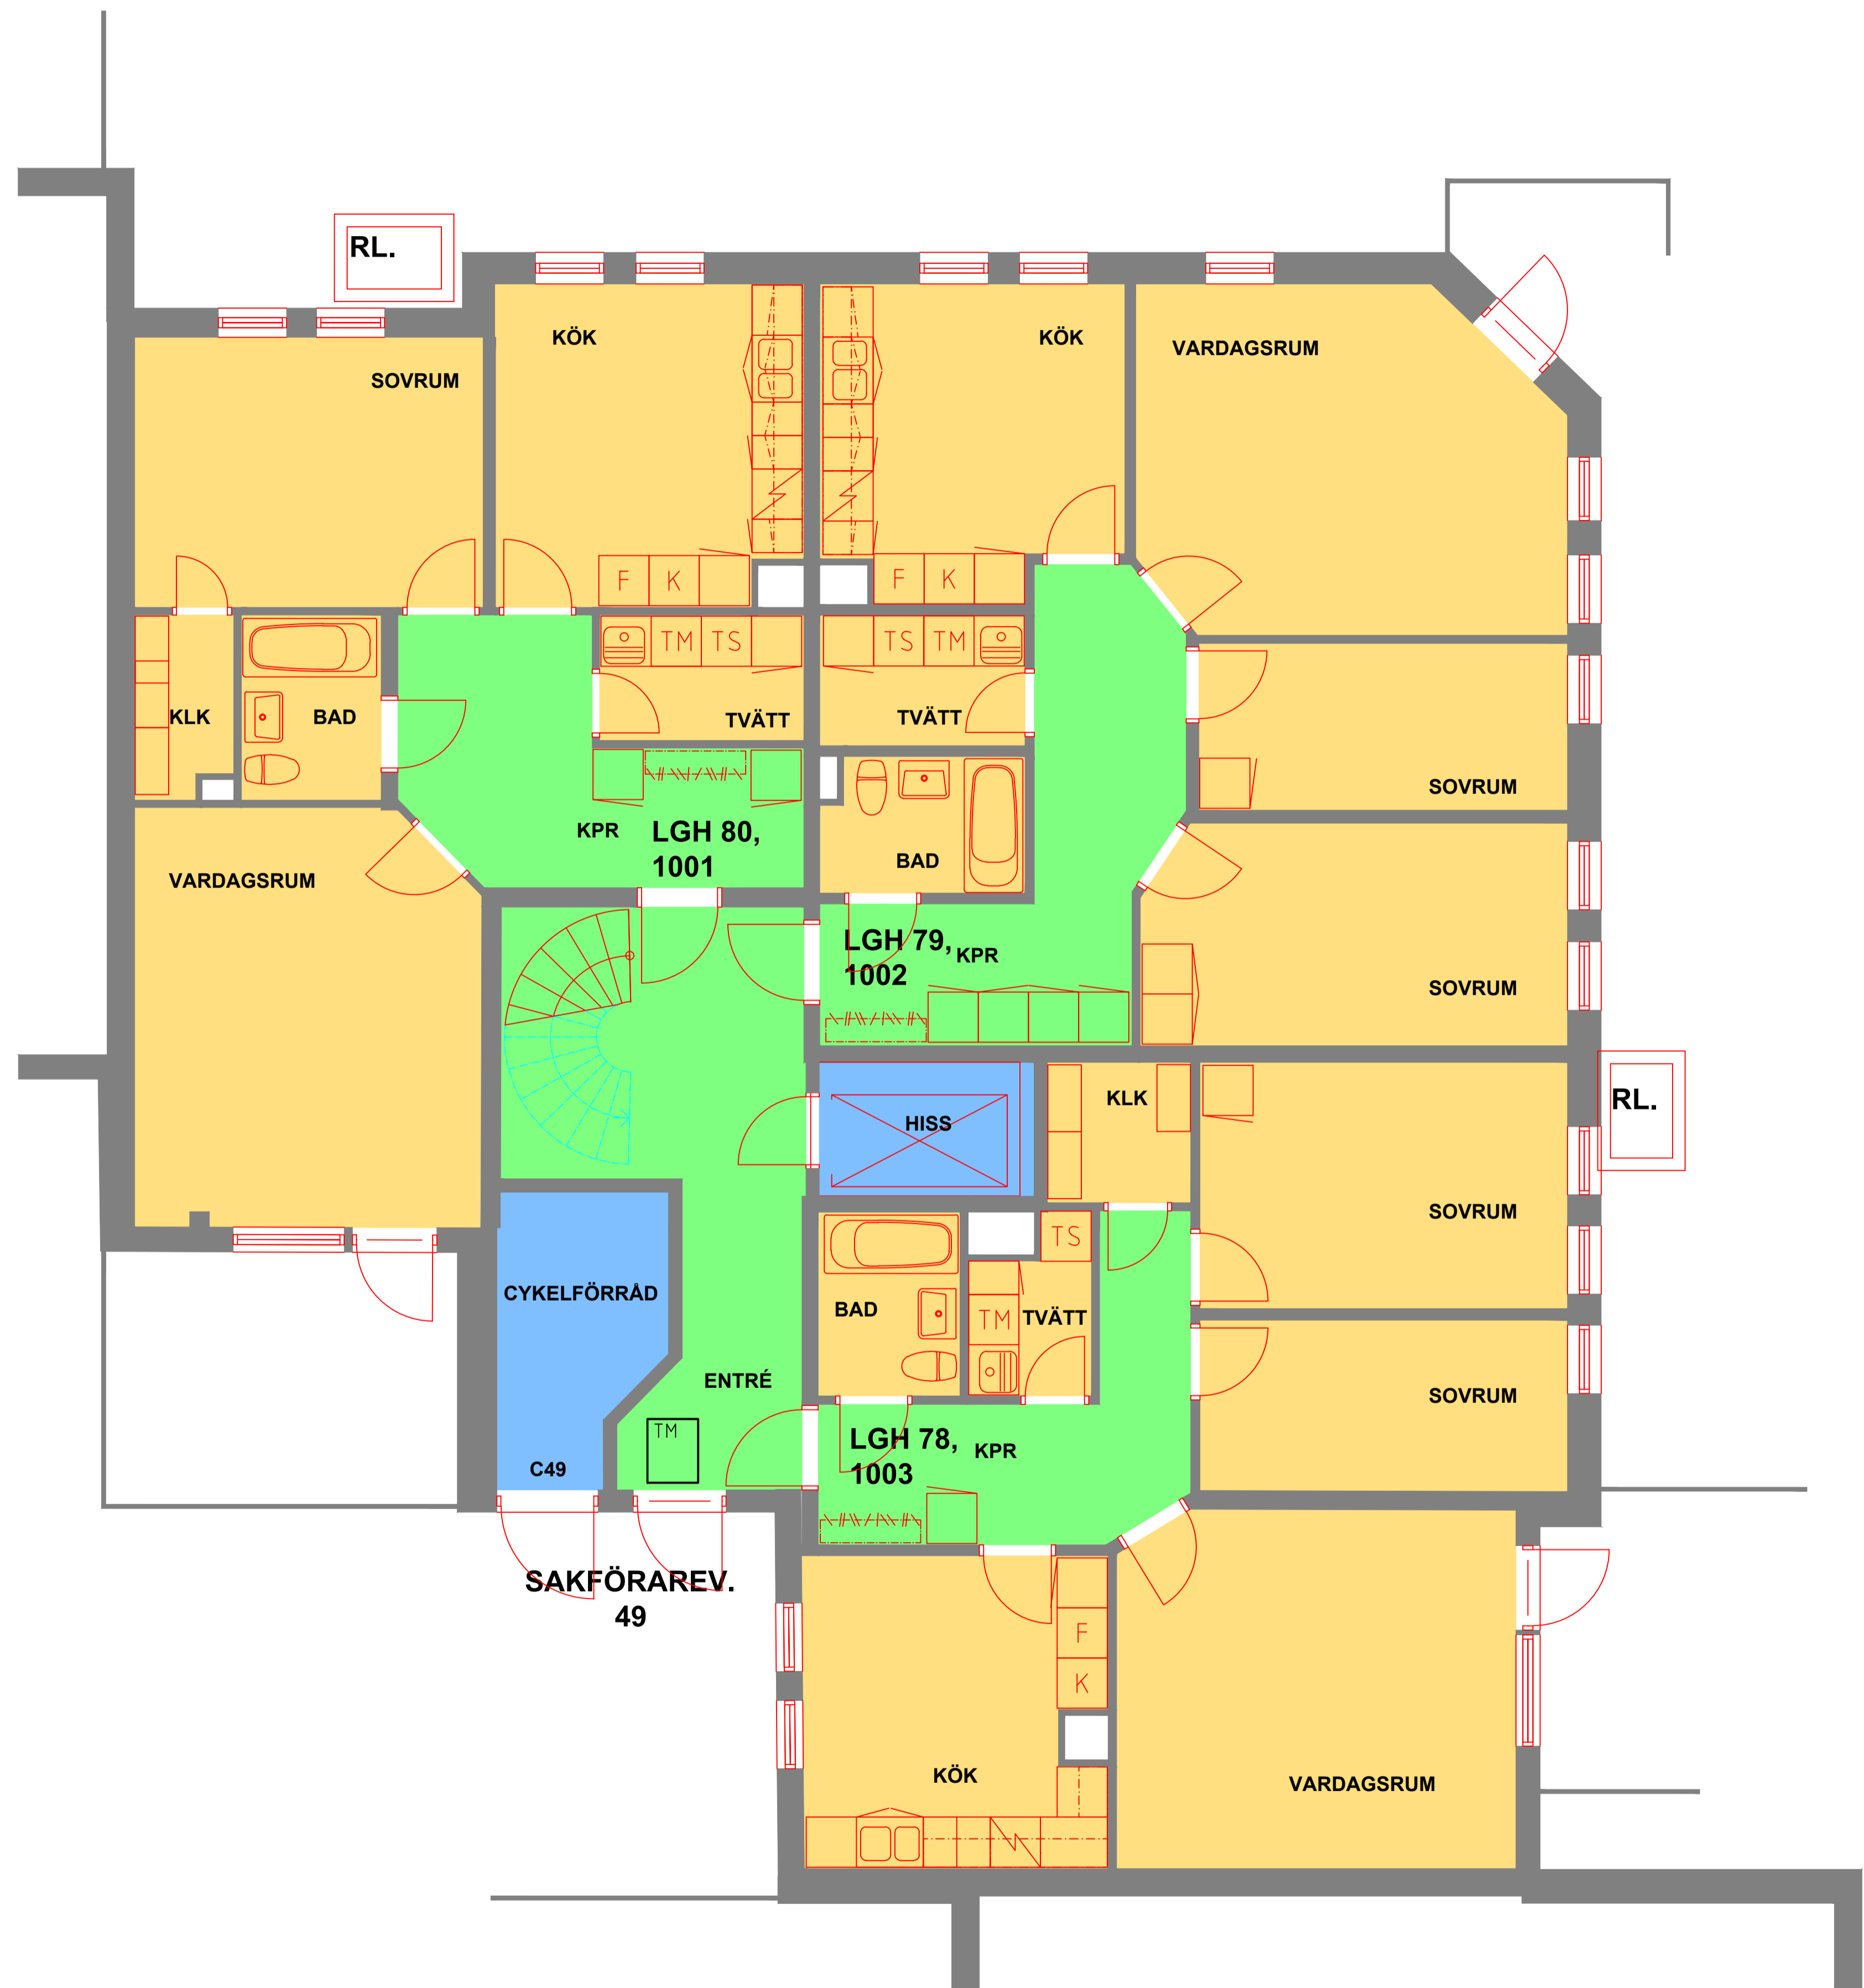 RL.
KÖK
KÖK
VARDAGSRUM
SOVRUM
F K
F K
TM TS
TS TM
KLK
BAD
TVÄTT
TVÄTT
SOVRUM
KPR
LGH 80,
1001
BAD
VARDAGSRUM
LGH 79,
1002
KPR
SOVRUM
HISS
KLK
RL.
SOVRUM
TS
CYKELFÖRRÅD
BAD
TM
TVÄTT
ENTRÉ
SOVRUM
TM
LGH 78,
1003
KPR
C49
SAKFÖRAREV.
49
F
K
KÖK
VARDAGSRUM